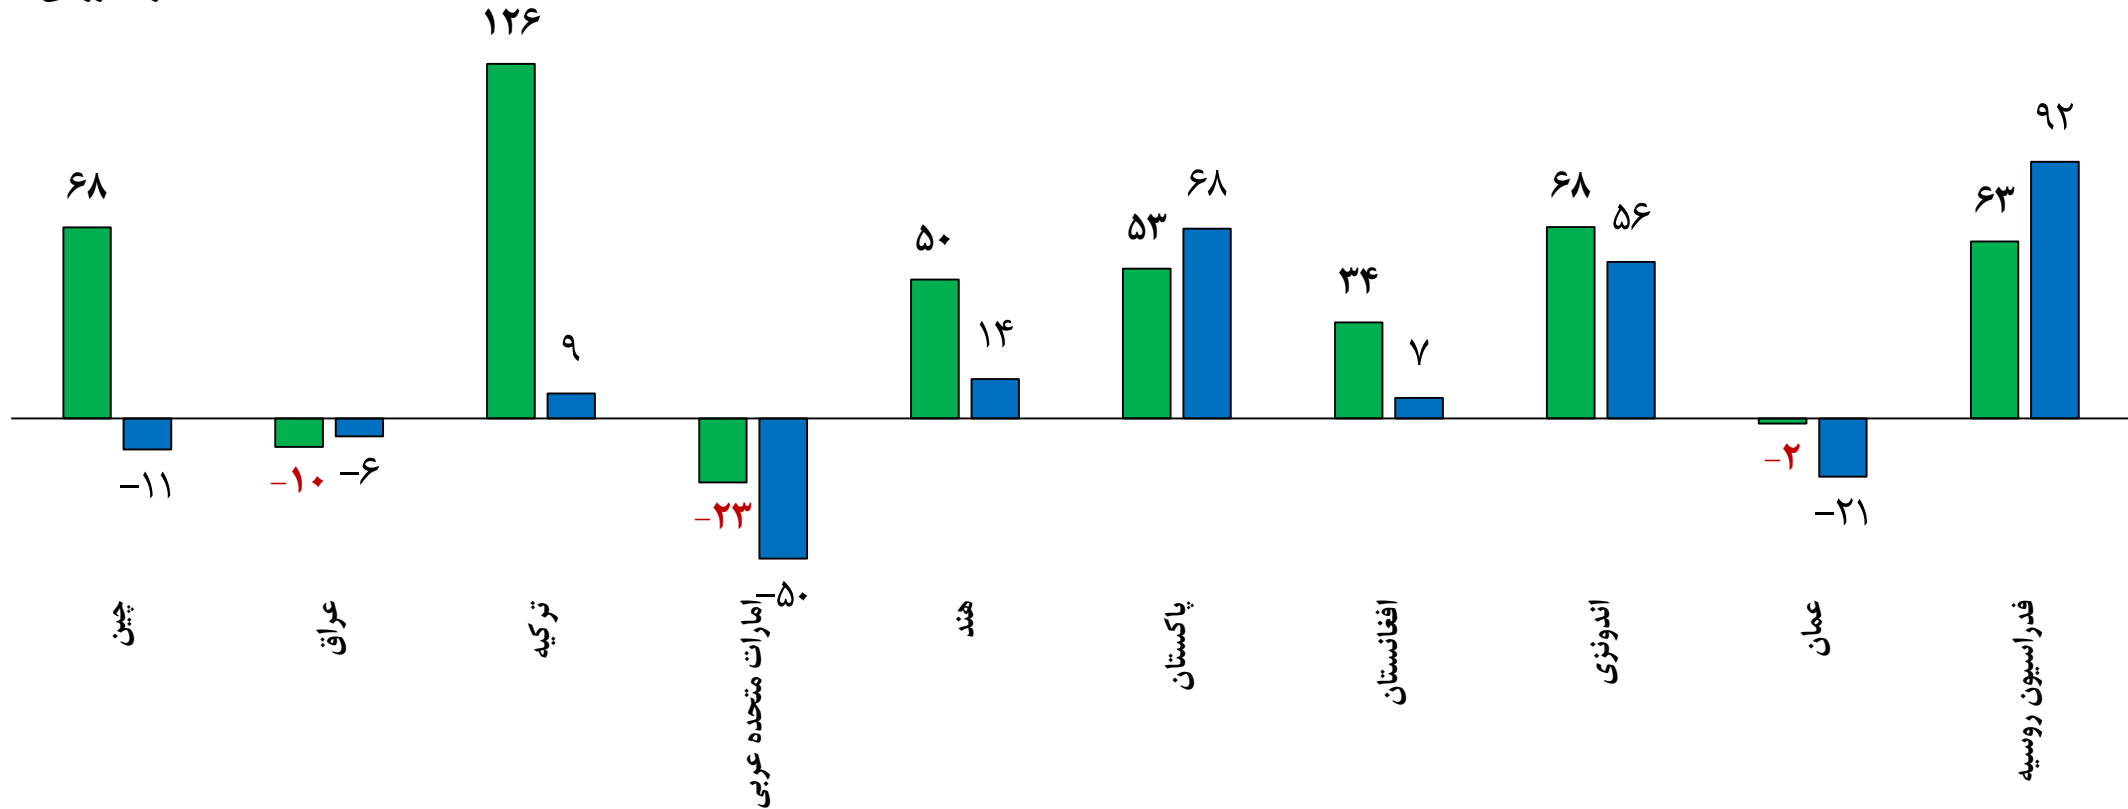 ۱۲۶
۹۲
۶۸
۶۸
۶۸
۶۳
۵۶
۵۳
۵۰
۳۴
۱۴
۹
۷
-۱۱
-۱۰
-۶
-۲۳
-۵۰
-۲
-۲۱
چین
عراق
ترکیه
امارات متحده عربی
هند
پاکستان
افغانستان
اندونزی
عمان
فدراسیون روسیه